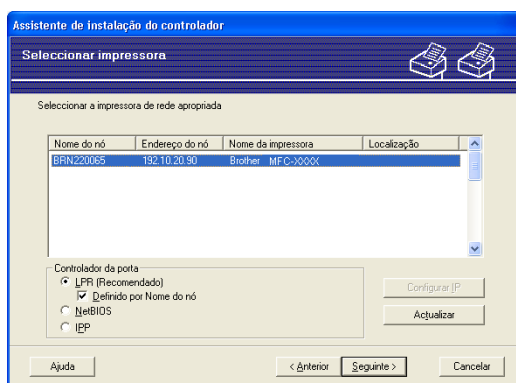 Assistente de instalação do controlador
Seleccionar impressora
Seleccionar a impressora de rede apropriada
Nome do nó Endereço do nó Nome da impressora Localização
BRN220065 192.10.20.90 Brother MFC-XXXX
Controlador da porta
LPR (Recomendado)
Definido por Nome do nó
NetBIOS
IPP
Configurar IP
Actualizar
Ajuda < Anterior Seguinte > Cancelar